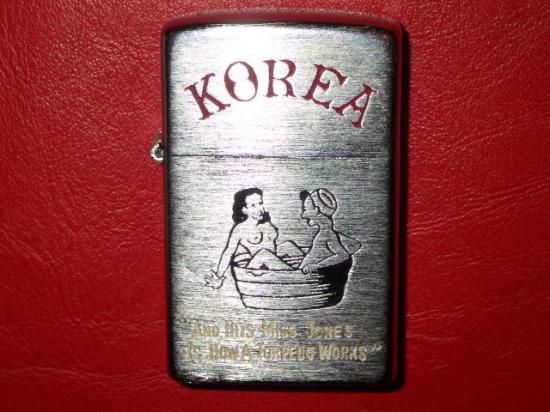 KOREA
"AND THIS MISS JONES
IS HOW A TORPEDO WORKS"